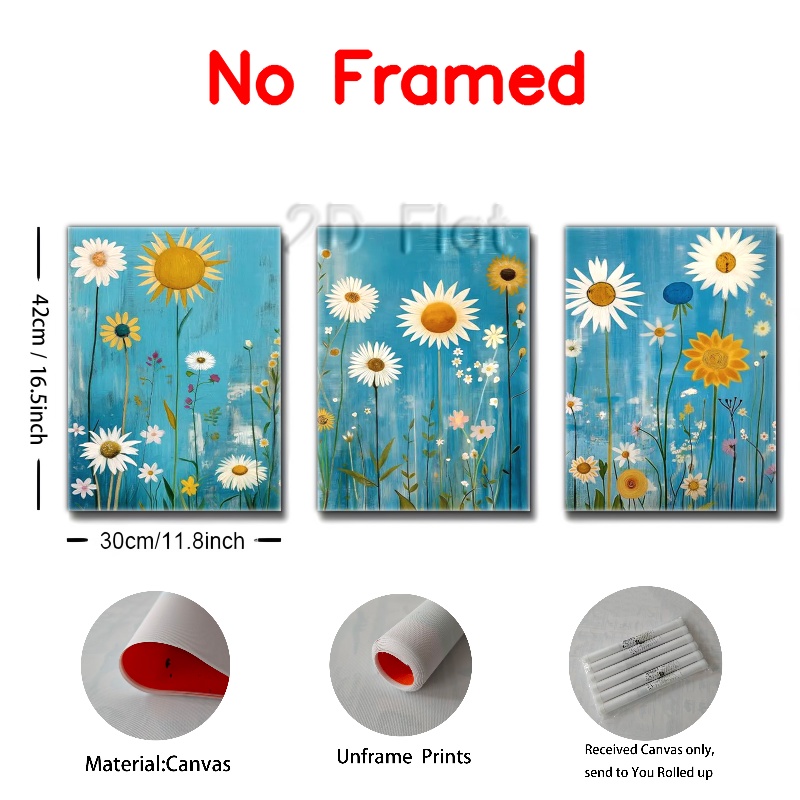 No Framed
2D Flat
42cm / 16.5inch
30cm/11.8inch
Material:Canvas
Unframe Prints
Received Canvas only,
send to You Rolled up